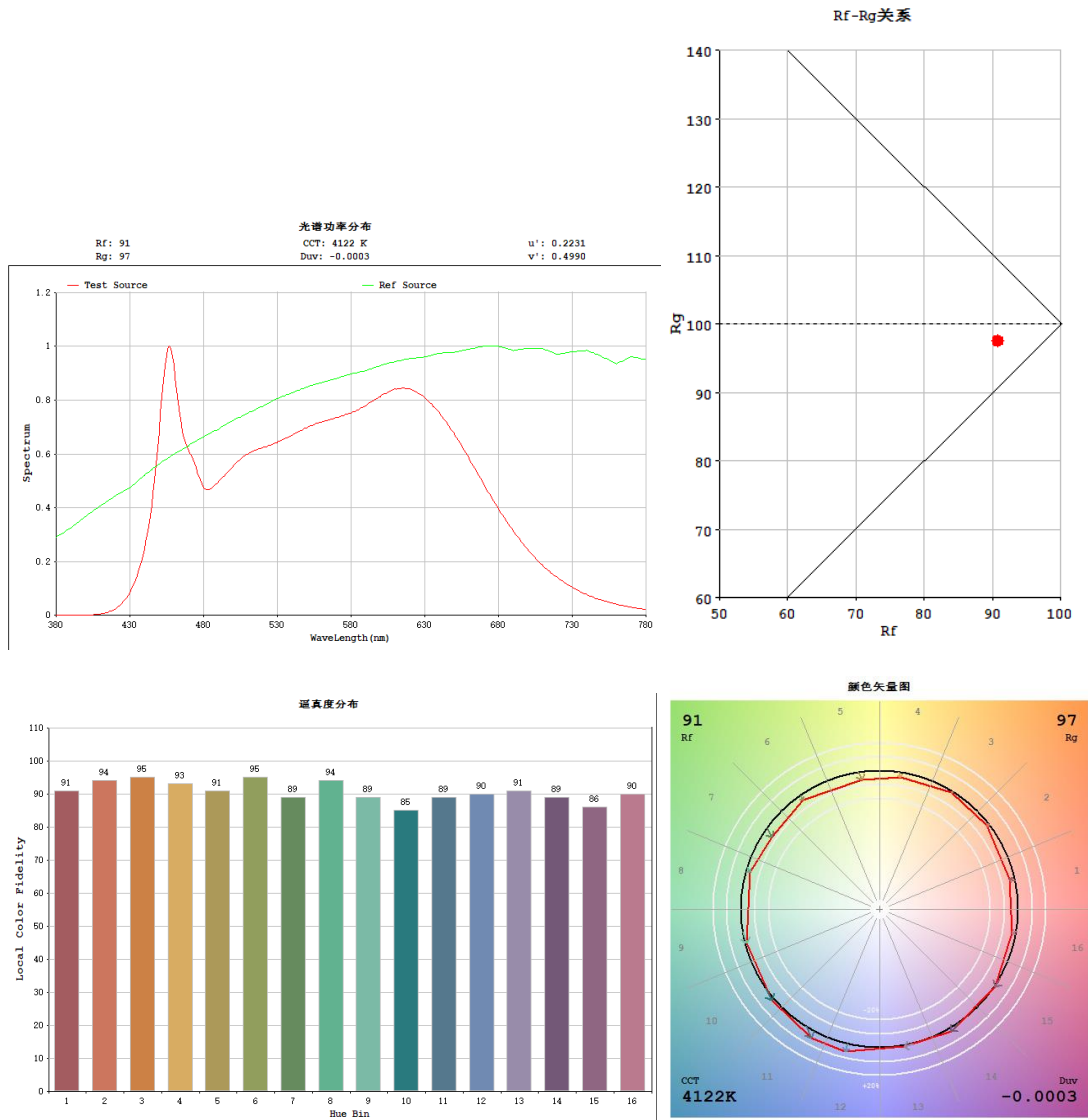 Rf-Rg关系
140
130
120
110
100
90
80
70
60
Rg
50 60 70 80 90 100
Rf
光谱功率分布
Rf: 91 CCT: 4122 K u': 0.2231
Rg: 97 Duv: -0.0003 v': 0.4990
Test Source Ref Source
1.2
1
0.8
0.6
0.4
0.2
0
Spectrum
380 430 480 530 580 630 680 730 780
WaveLength(nm)
逼真度分布
110
100
90
80
70
60
50
40
30
20
10
0
Local Color Fidelity
91 94 95 93 91 95 89 94 89 85 89 90 91 89 86 90
1 2 3 4 5 6 7 8 9 10 11 12 13 14 15 16
Hue Bin
颜色矢量图
91 97
Rf Rg
5 4
6 3
7 2
8 1
9 16
10 15
11 14
12 13
-20%
+20%
CCT Duv
4122K -0.0003